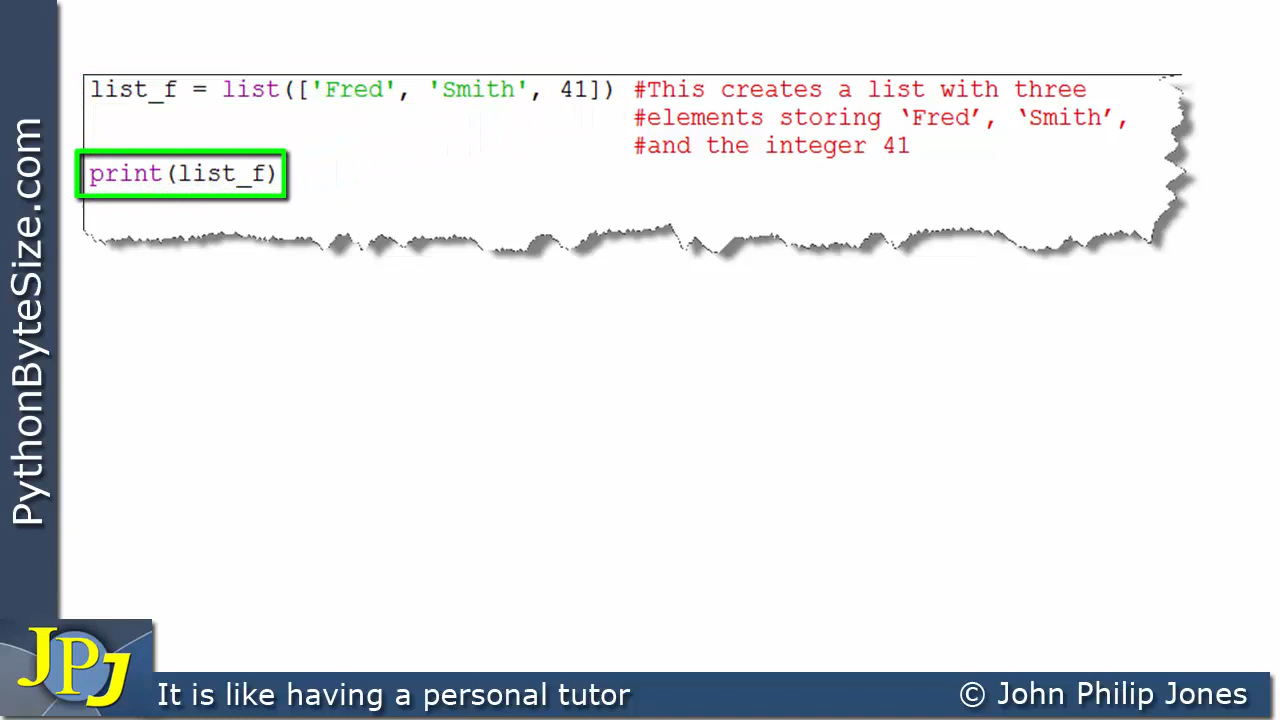 list_f = list(['Fred', 'Smith', 41]) #This creates a list with three
#elements storing ‘Fred’, ‘Smith’,
#and the integer 41
print(list_f)
PythonByteSize.com
JPJ
It is like having a personal tutor
© John Philip Jones